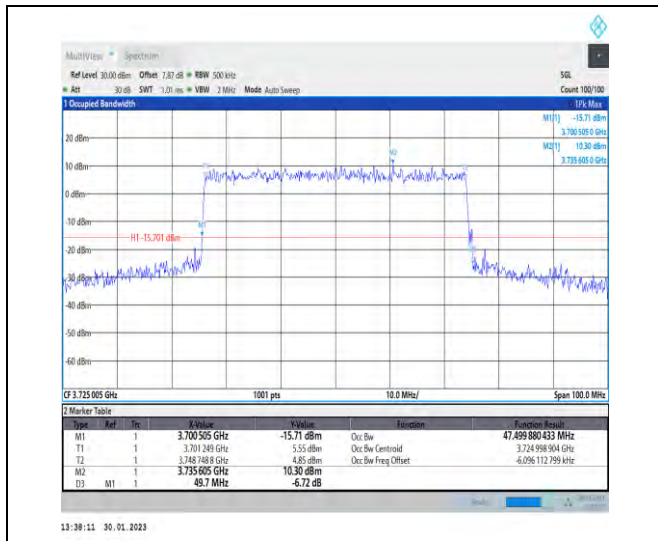 MultiView Spectrum
Ref Level 30.00 dBm Offset 7.87 dB RBW 500 kHz SGL
Att 30 dB SWT 1.01 ms VBW 2 MHz Mode Auto Sweep Count 100/100
1 Occupied Bandwidth 1Pk Max
M1[1] -15.71 dBm
3.700 505 0 GHz
M2[1] 10.30 dBm
3.735 605 0 GHz
20 dBm
10 dBm
0 dBm
-10 dBm
-20 dBm
-30 dBm
-40 dBm
-50 dBm
-60 dBm
M2
M1
H1 -15.701 dBm
CF 3.725 005 GHz 1001 pts 10.0 MHz/ Span 100.0 MHz
2 Marker Table
Type Ref Trc X-Value Y-Value Function Function Result
M1 1 3.700 505 GHz -15.71 dBm Occ Bw 47.499 880 433 MHz
T1 1 3.701 249 GHz 5.55 dBm Occ Bw Centroid 3.724 998 904 GHz
T2 1 3.748 748 8 GHz 4.85 dBm Occ Bw Freq Offset -6.096 112 799 kHz
M2 1 3.735 605 GHz 10.30 dBm
D3 M1 1 49.7 MHz -6.72 dB
13:38:11 30.01.2023